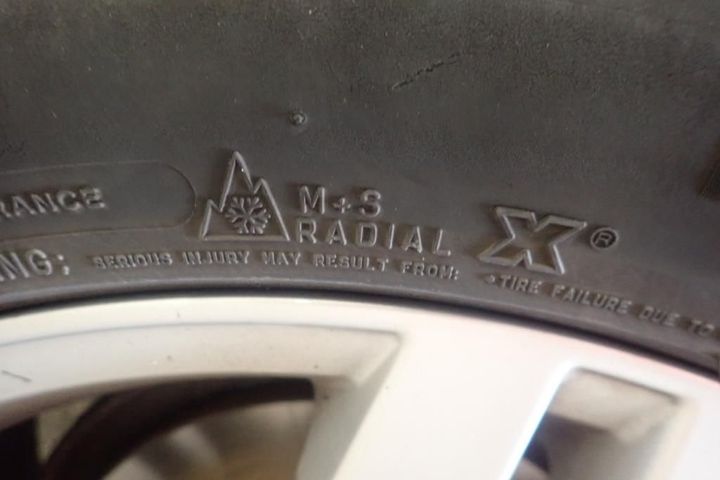 RANCE
M+S
RADIAL
X®
NG: SERIOUS INJURY MAY RESULT FROM: •TIRE FAILURE DUE TO